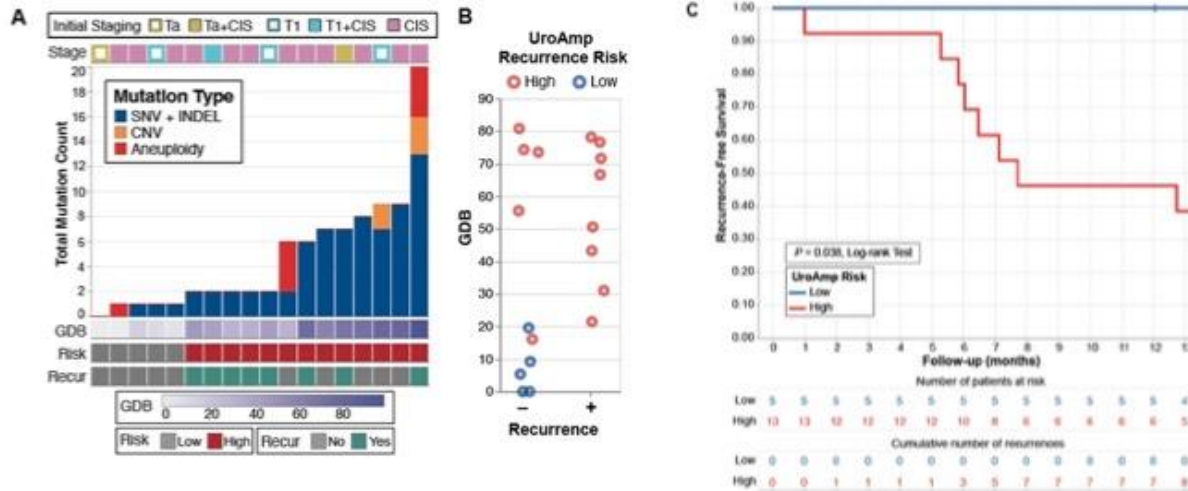 A
Initial Staging Ta Ta+CIS T1 T1+CIS CIS
Stage
Total Mutation Count
20
18
16
14
12
10
8
6
4
2
0
Mutation Type
SNV + INDEL
CNV
Aneuploidy
GDB
Risk
Recur
GDB 0 20 40 60 80
Risk Low High Recur No Yes
B
UroAmp
Recurrence Risk
High Low
GDB
90
80
70
60
50
40
30
20
10
0
– +
Recurrence
C
Recurrence-Free Survival
1.00
0.90
0.80
0.70
0.60
0.50
0.40
0.30
0.20
0.10
0.00
P = 0.038, Log-rank Test
UroAmp Risk
Low
High
0 1 2 3 4 5 6 7 8 9 10 11 12
Follow-up (months)
Number of patients at risk
Low 5 5 5 5 5 5 5 5 5 5 5 5 5 4
High 13 13 12 12 12 12 10 8 6 6 6 6 6 5
Cumulative number of recurrences
Low 0 0 0 0 0 0 0 0 0 0 0 0 0 0
High 0 0 1 1 1 1 3 5 7 7 7 7 7 8